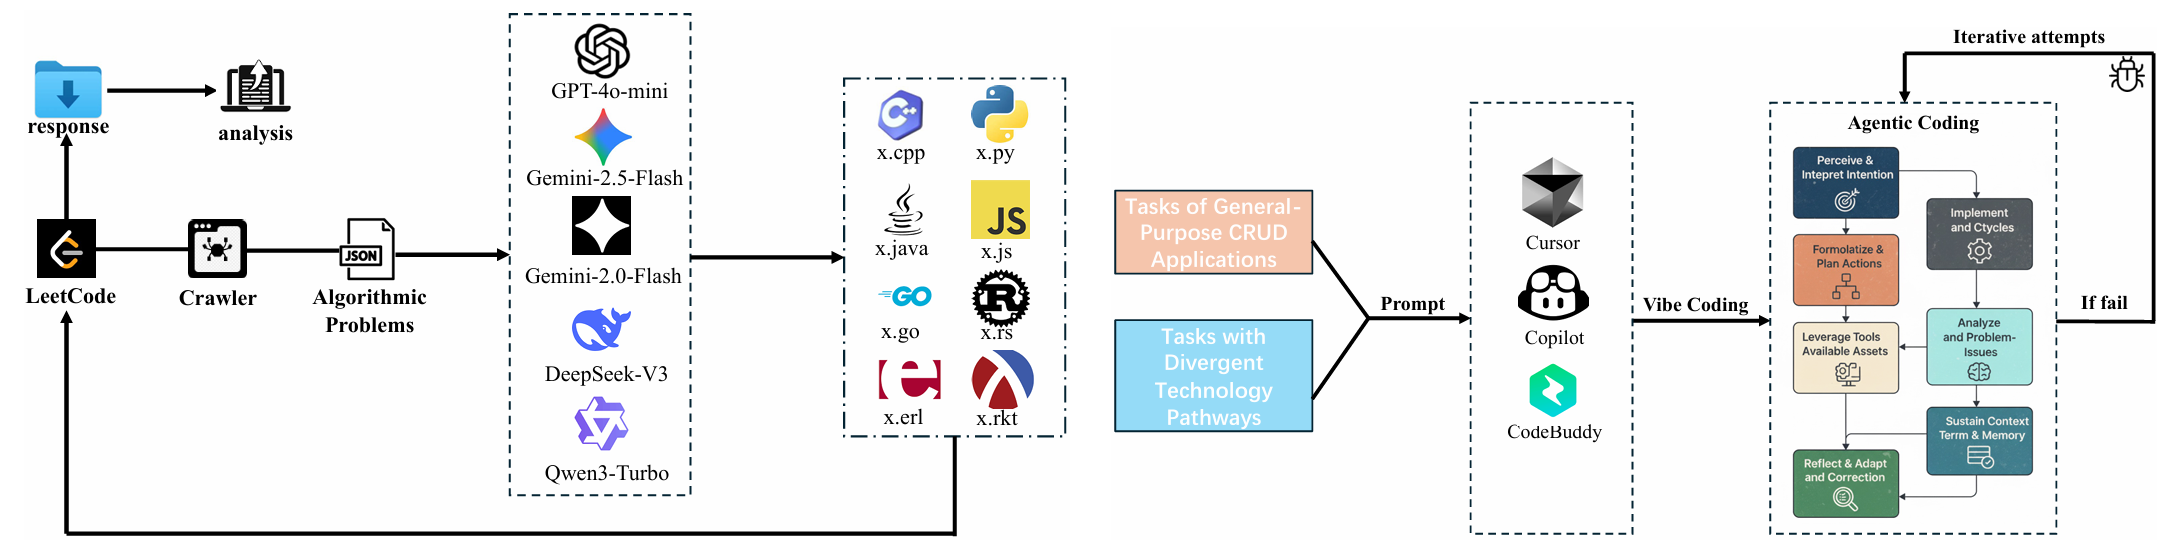 response
analysis
LeetCode
Crawler
JSON
Algorithmic
Problems
GPT-4o-mini
Gemini-2.5-Flash
Gemini-2.0-Flash
DeepSeek-V3
Qwen3-Turbo
C++
x.cpp
x.py
x.java
JS
x.js
GO
x.go
R
x.rs
e
x.erl
x.rkt
Tasks of General-
Purpose CRUD
Applications
Tasks with
Divergent
Technology
Pathways
Prompt
Cursor
Copilot
CodeBuddy
Vibe Coding
Agentic Coding
Perceive &
Intepret Intention
Formolatize &
Plan Actions
Leverage Tools
Available Assets
Reflect & Adapt
and Correction
Implement
and Ctycles
Analyze
and Problem-
Issues
Sustain Context
Terrm & Memory
If fail
Iterative attempts